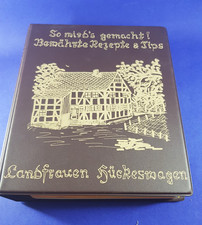 So wird's gemacht!
Bewährte Rezepte & Tips
Landfrauen Hückeswagen